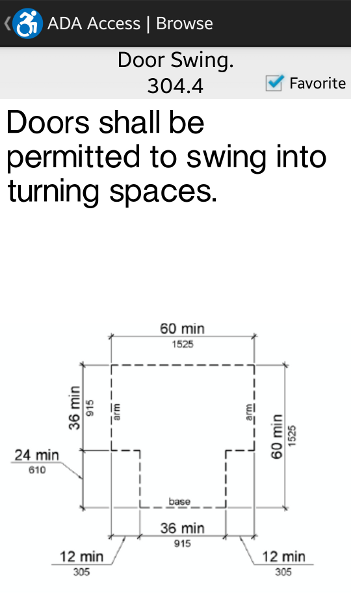 ADA Access | Browse
Door Swing.
304.4
Favorite
Doors shall be
permitted to swing into
turning spaces.
60 min
1525
36 min
915
arm
arm
60 min
1525
24 min
610
base
36 min
915
12 min
305
12 min
305